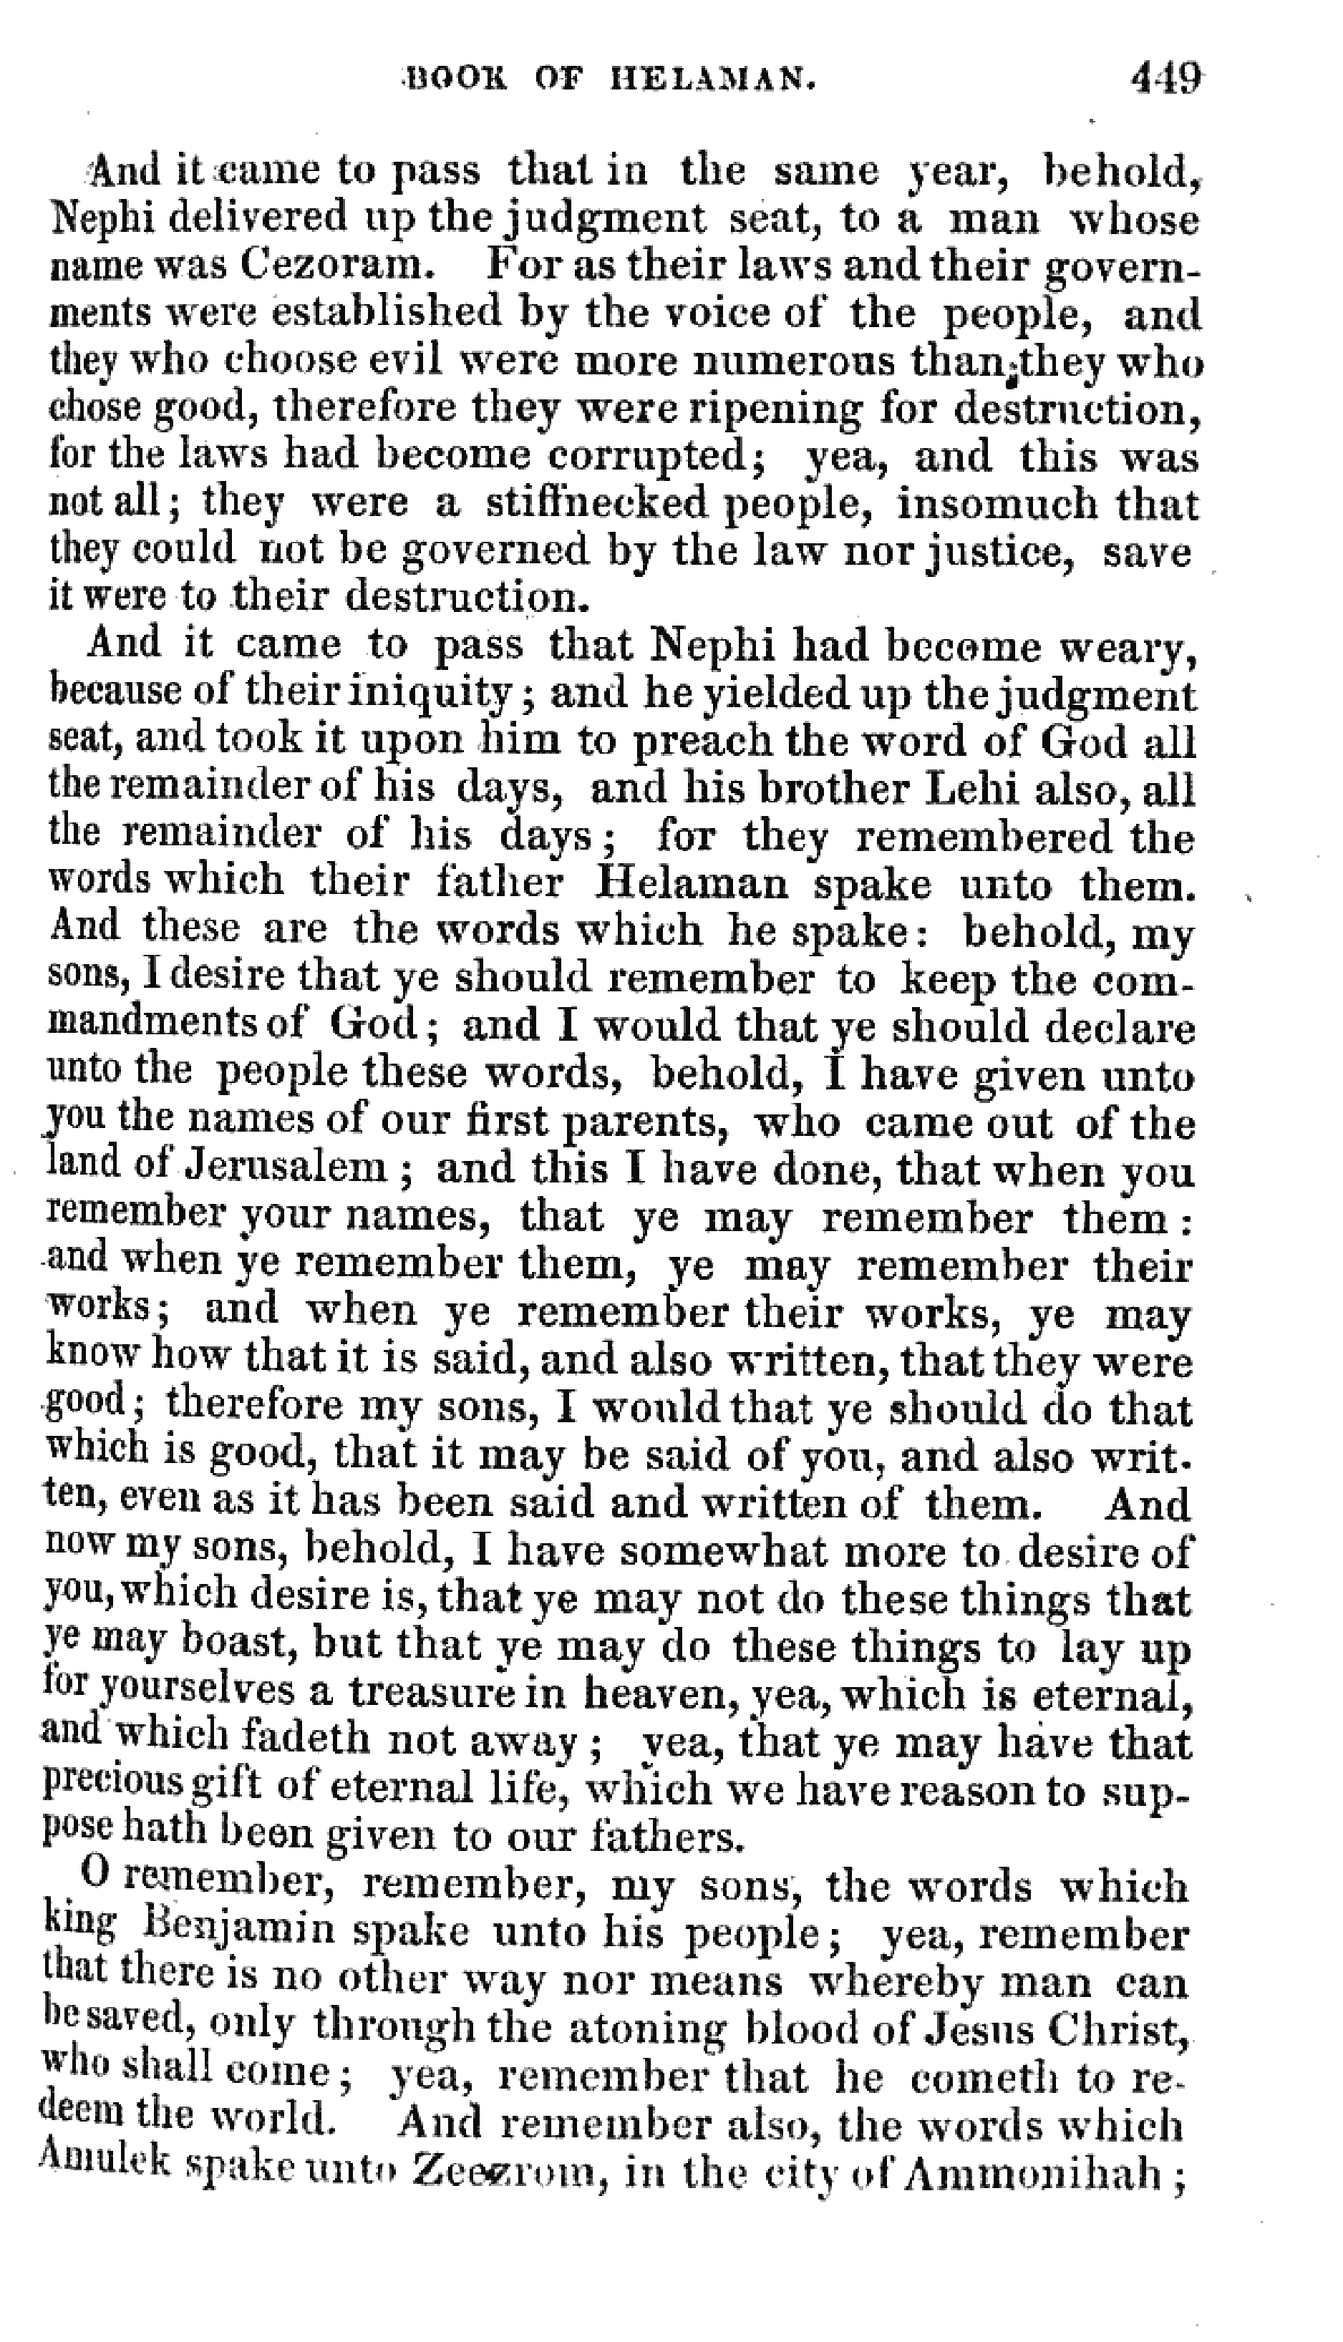 BOOK OF HELAMAN. 449
And it came to pass that in the same year, behold,
Nephi delivered up the judgment seat, to a man whose
name was Cezoram. For as their laws and their govern-
ments were established by the voice of the people, and
they who choose evil were more numerous than they who
chose good, therefore they were ripening for destruction,
for the laws had become corrupted; yea, and this was
not all; they were a stiffnecked people, insomuch that
they could not be governed by the law nor justice, save
it were to their destruction.
And it came to pass that Nephi had become weary,
because of their iniquity; and he yielded up the judgment
seat, and took it upon him to preach the word of God all
the remainder of his days, and his brother Lehi also, all
the remainder of his days; for they remembered the
words which their father Helaman spake unto them.
And these are the words which he spake: behold, my
sons, I desire that ye should remember to keep the com-
mandments of God; and I would that ye should declare
unto the people these words, behold, I have given unto
you the names of our first parents, who came out of the
land of Jerusalem; and this I have done, that when you
remember your names, that ye may remember them:
and when ye remember them, ye may remember their
works; and when ye remember their works, ye may
know how that it is said, and also written, that they were
good; therefore my sons, I would that ye should do that
which is good, that it may be said of you, and also writ-
ten, even as it has been said and written of them. And
now my sons, behold, I have somewhat more to desire of
you, which desire is, that ye may not do these things that
ye may boast, but that ye may do these things to lay up
for yourselves a treasure in heaven, yea, which is eternal,
and which fadeth not away; yea, that ye may have that
precious gift of eternal life, which we have reason to sup-
pose hath been given to our fathers.
O remember, remember, my sons, the words which
king Benjamin spake unto his people; yea, remember
that there is no other way nor means whereby man can
be saved, only through the atoning blood of Jesus Christ,
who shall come; yea, remember that he cometh to re-
deem the world. And remember also, the words which
Amulek spake unto Zeezrom, in the city of Ammonihah;